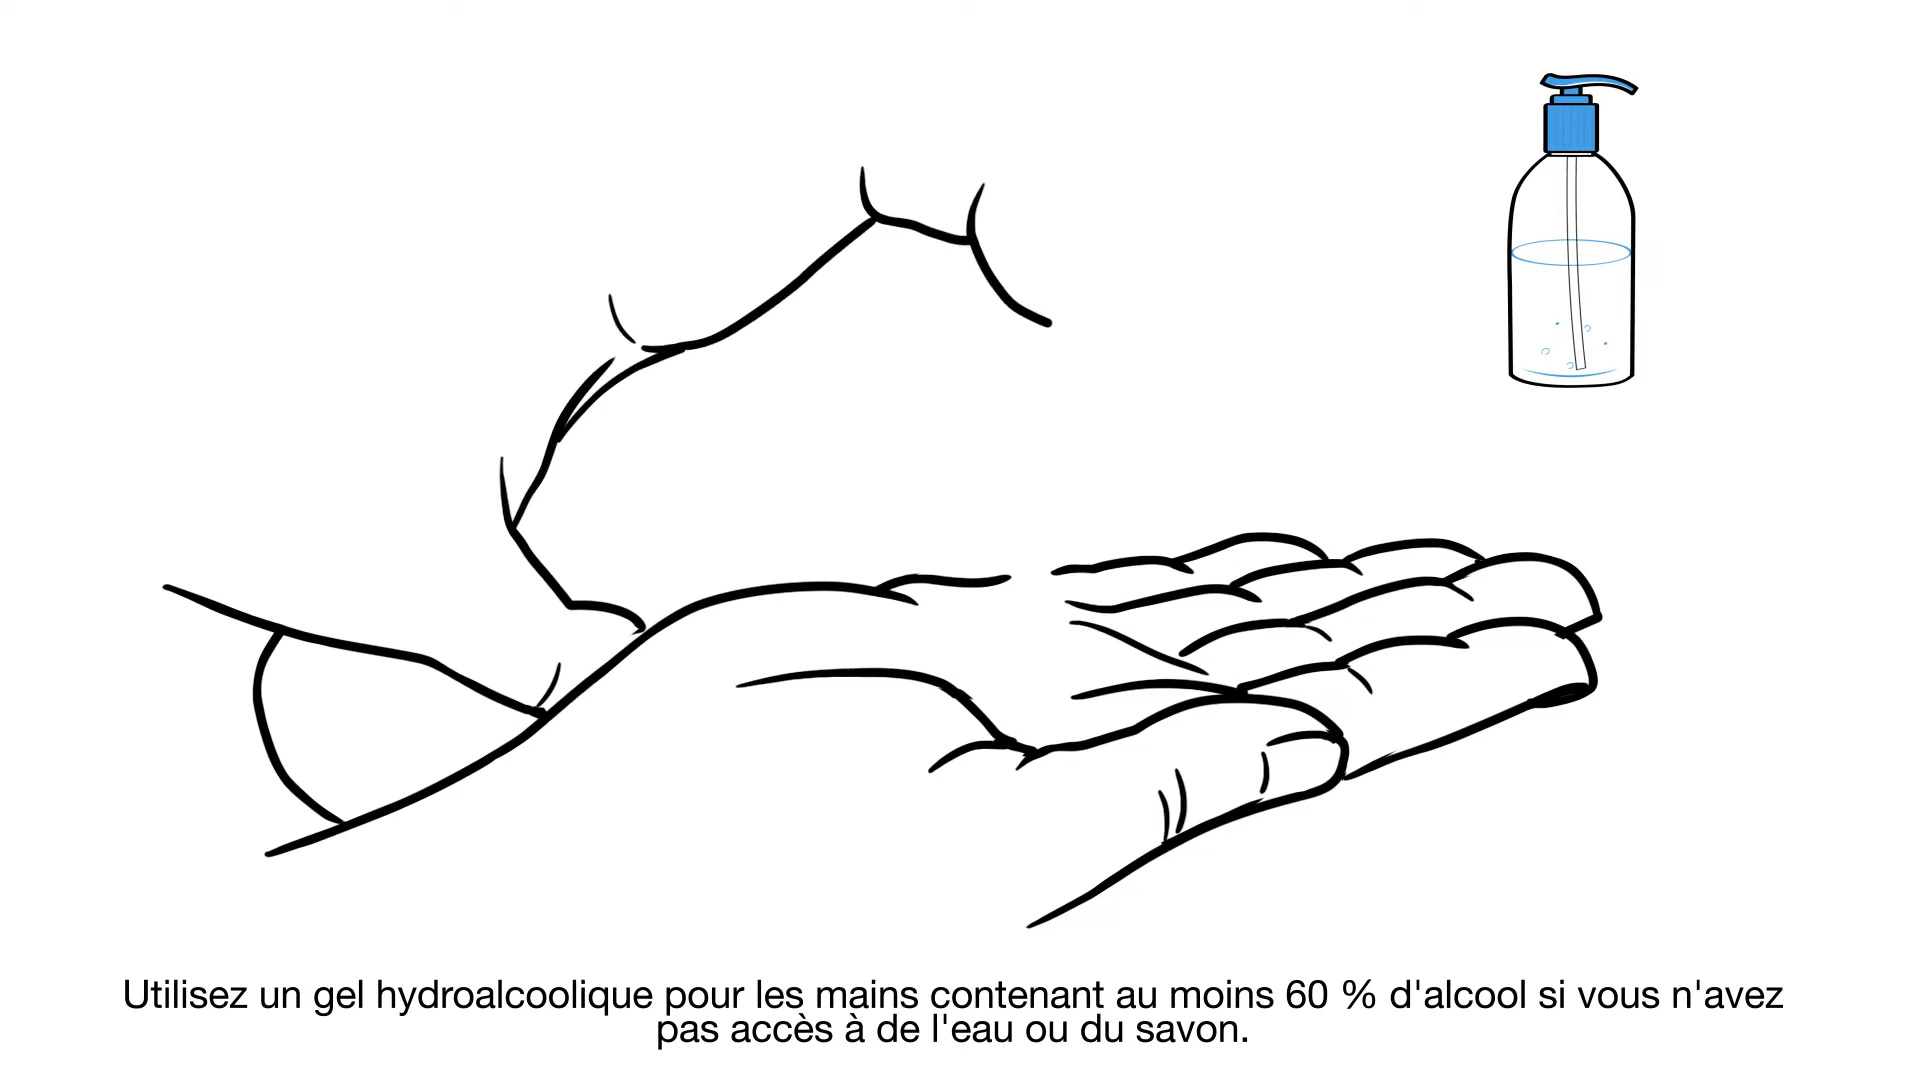 Utilisez un gel hydroalcoolique pour les mains contenant au moins 60 % d'alcool si vous n'avez
pas accès à de l'eau ou du savon.